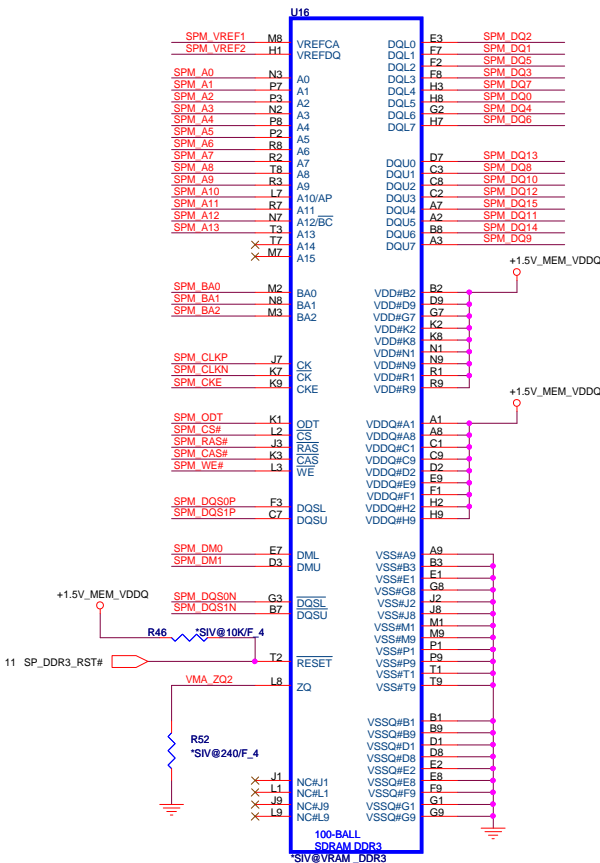 U16
SPM_VREF1 M8 VREFCA DQL0 E3 SPM_DQ2
SPM_VREF2 H1 VREFDQ DQL1 F7 SPM_DQ1
DQL2 F2 SPM_DQ5
SPM_A0 N3 A0 DQL3 F8 SPM_DQ3
SPM_A1 P7 A1 DQL4 H3 SPM_DQ7
SPM_A2 P3 A2 DQL5 H8 SPM_DQ0
SPM_A3 N2 A3 DQL6 G2 SPM_DQ4
SPM_A4 P8 A4 DQL7 H7 SPM_DQ6
SPM_A5 P2 A5
SPM_A6 R8 A6
SPM_A7 R2 A7 DQU0 D7 SPM_DQ13
SPM_A8 T8 A8 DQU1 C3 SPM_DQ8
SPM_A9 R3 A9 DQU2 C8 SPM_DQ10
SPM_A10 L7 A10/AP DQU3 C2 SPM_DQ12
SPM_A11 R7 A11 DQU4 A7 SPM_DQ15
SPM_A12 N7 A12/BC DQU5 A2 SPM_DQ11
SPM_A13 T3 A13 DQU6 B8 SPM_DQ14
T7 A14 DQU7 A3 SPM_DQ9
M7 A15
+1.5V_MEM_VDDQ
SPM_BA0 M2 BA0 VDD#B2 B2
SPM_BA1 N8 BA1 VDD#D9 D9
SPM_BA2 M3 BA2 VDD#G7 G7
VDD#K2 K2
VDD#K8 K8
VDD#N1 N1
SPM_CLKP J7 CK VDD#N9 N9
SPM_CLKN K7 CK VDD#R1 R1
SPM_CKE K9 CKE VDD#R9 R9
+1.5V_MEM_VDDQ
SPM_ODT K1 ODT VDDQ#A1 A1
SPM_CS# L2 CS VDDQ#A8 A8
SPM_RAS# J3 RAS VDDQ#C1 C1
SPM_CAS# K3 CAS VDDQ#C9 C9
SPM_WE# L3 WE VDDQ#D2 D2
VDDQ#E9 E9
VDDQ#F1 F1
SPM_DQS0P F3 DQSL VDDQ#H2 H2
SPM_DQS1P C7 DQSU VDDQ#H9 H9
SPM_DM0 E7 DML VSS#A9 A9
SPM_DM1 D3 DMU VSS#B3 B3
VSS#E1 E1
VSS#G8 G8
SPM_DQS0N G3 DQSL VSS#J2 J2
SPM_DQS1N B7 DQSU VSS#J8 J8
+1.5V_MEM_VDDQ
VSS#M1 M1
VSS#M9 M9
R46 *SIV@10K/F_4
VSS#P1 P1
11 SP_DDR3_RST# T2 RESET VSS#P9 P9
VSS#T1 T1
VMA_ZQ2 L8 ZQ VSS#T9 T9
R52
*SIV@240/F_4
VSSQ#B1 B1
VSSQ#B9 B9
VSSQ#D1 D1
VSSQ#D8 D8
VSSQ#E2 E2
J1 NC#J1 VSSQ#E8 E8
L1 NC#L1 VSSQ#F9 F9
J9 NC#J9 VSSQ#G1 G1
L9 NC#L9 VSSQ#G9 G9
100-BALL
SDRAM DDR3
*SIV@VRAM _DDR3